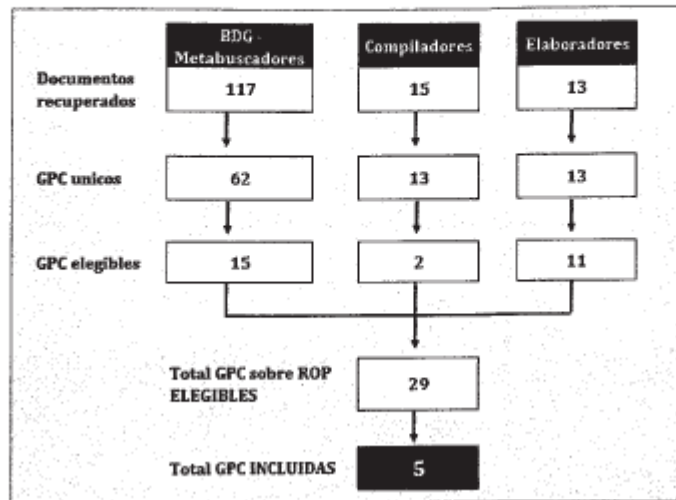 BDG -
Metabuscadores
Compiladores
Elaboradores
Documentos
recuperados
117
15
13
GPC unicos
62
13
13
GPC elegibles
15
2
11
Total GPC sobre ROP
ELEGIBLES
29
Total GPC INCLUIDAS
5